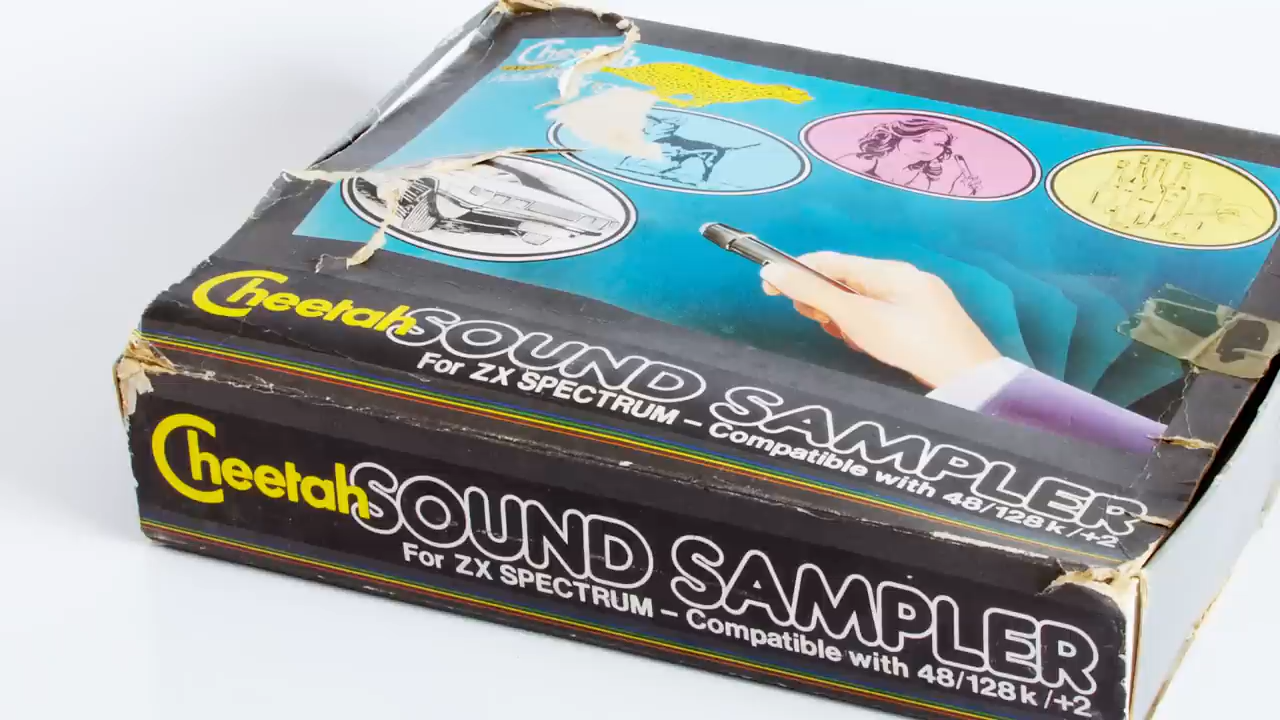 Cheetah
Cheetah SOUND SAMPLER
For ZX SPECTRUM – Compatible with 48/128k/+2
Cheetah SOUND SAMPLER
For ZX SPECTRUM – Compatible with 48/128k/+2